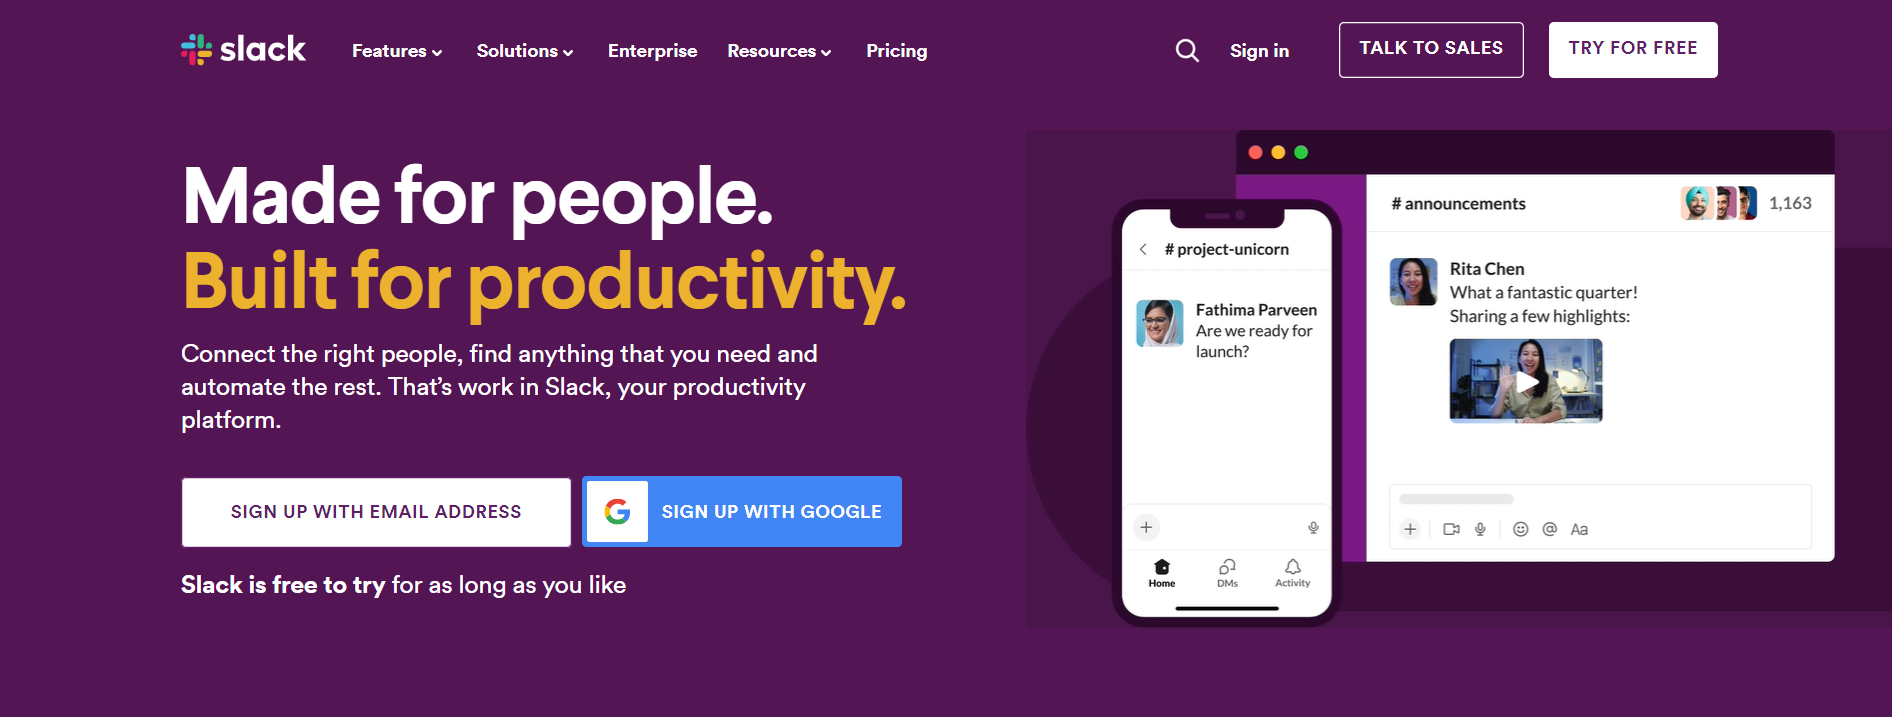 slack
Features
Solutions
Enterprise
Resources
Pricing
Sign in
TALK TO SALES
TRY FOR FREE
Made for people.
Built for productivity.
Connect the right people, find anything that you need and
automate the rest. That’s work in Slack, your productivity
platform.
SIGN UP WITH EMAIL ADDRESS
G
SIGN UP WITH GOOGLE
Slack is free to try for as long as you like
# project-unicorn
Fathima Parveen
Are we ready for
launch?
Home
DMs
Activity
# announcements
1,163
Rita Chen
What a fantastic quarter!
Sharing a few highlights:
@
Aa